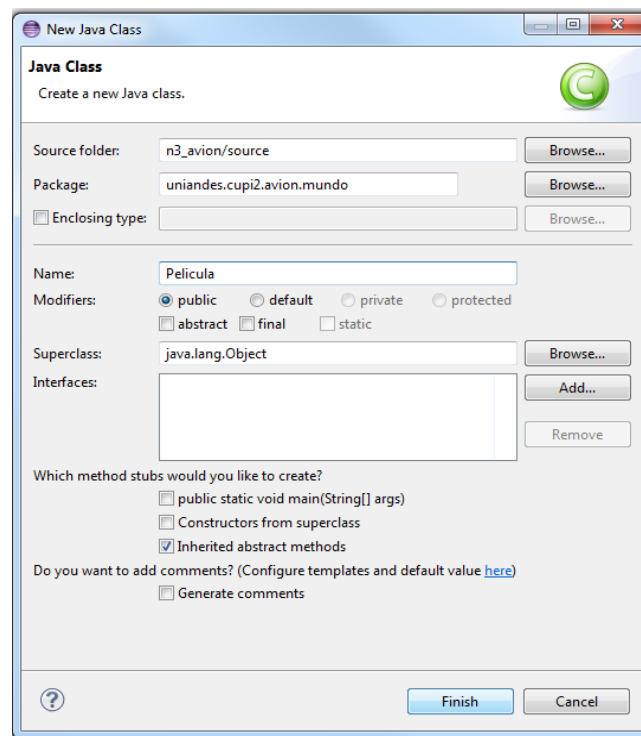 New Java Class
Java Class
Create a new Java class.
Source folder: n3_avion/source Browse...
Package: uniandes.cupi2.avion.mundo Browse...
Enclosing type: Browse...
Name: Pelicula
Modifiers: public default private protected
abstract final static
Superclass: java.lang.Object Browse...
Interfaces: Add...
Remove
Which method stubs would you like to create?
public static void main(String[] args)
Constructors from superclass
Inherited abstract methods
Do you want to add comments? (Configure templates and default value here)
Generate comments
Finish Cancel